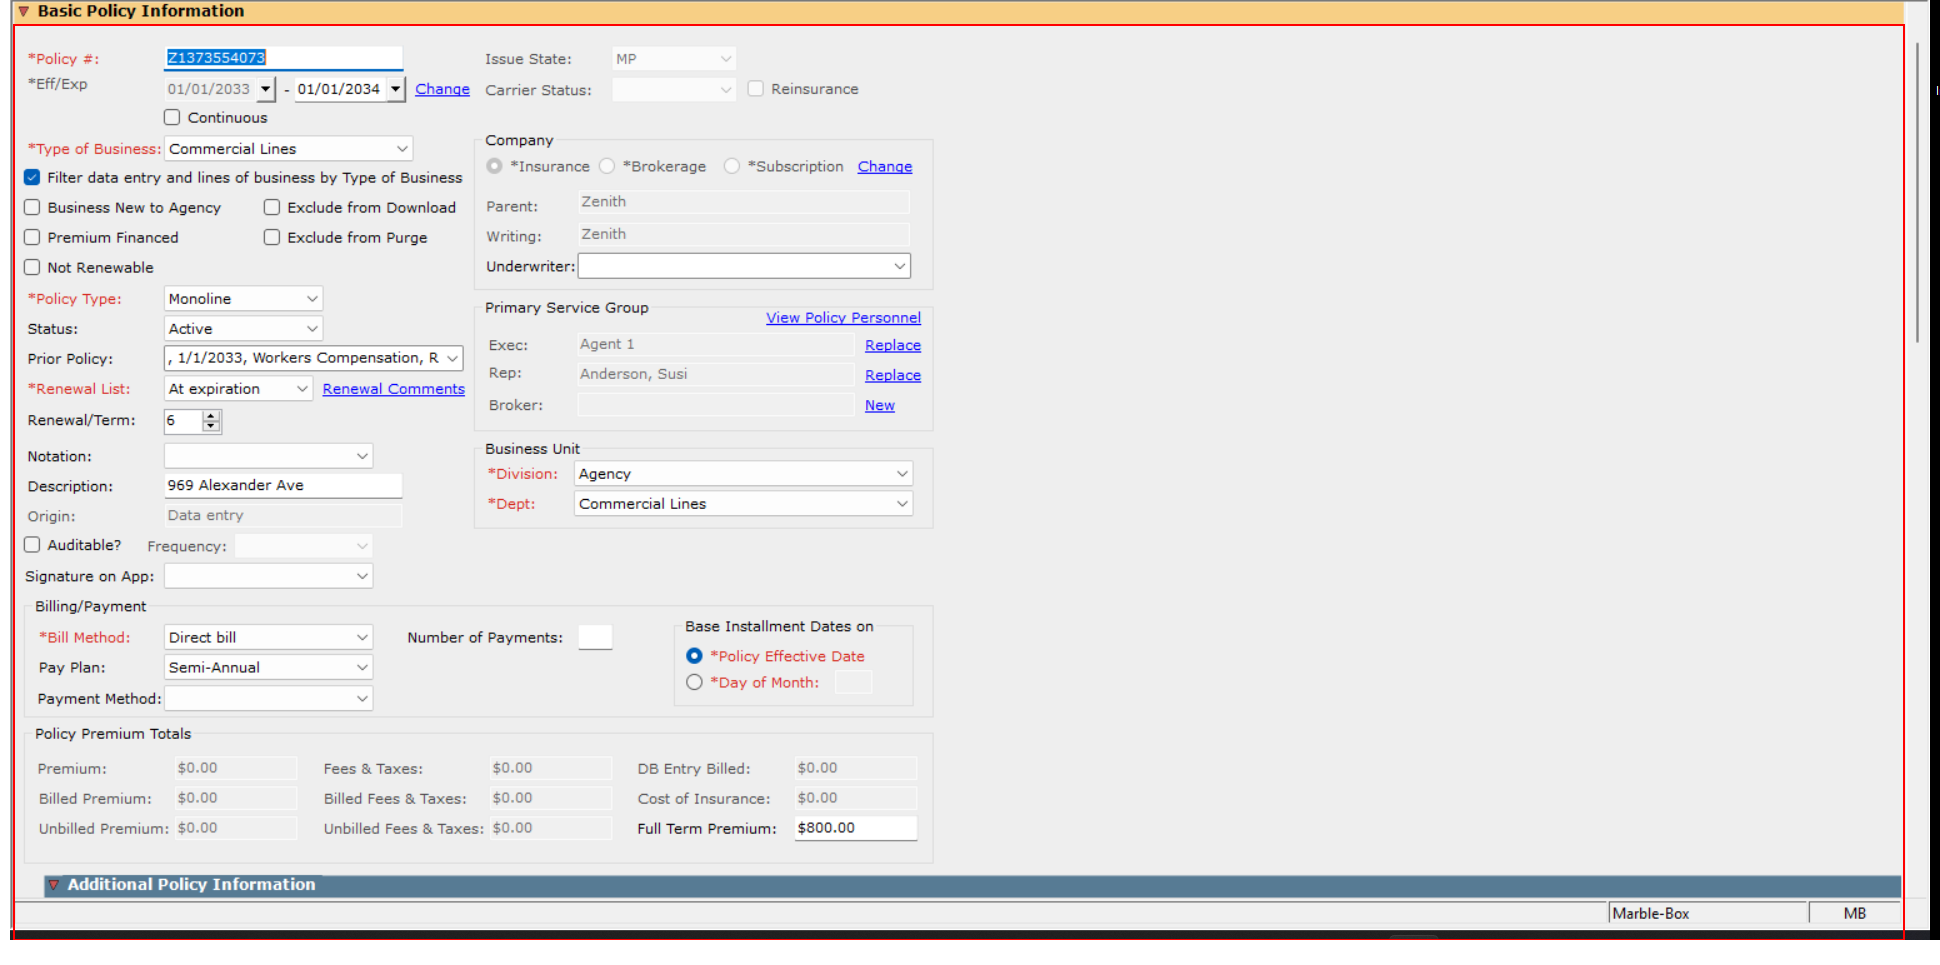 Basic Policy Information
*Policy #: Z1373554073
*Eff/Exp 01/01/2033 - 01/01/2034 Change
Continuous
*Type of Business: Commercial Lines
Filter data entry and lines of business by Type of Business
Business New to Agency Exclude from Download
Premium Financed Exclude from Purge
Not Renewable
*Policy Type: Monoline
Status: Active
Prior Policy: , 1/1/2033, Workers Compensation, R
*Renewal List: At expiration Renewal Comments
Renewal/Term: 6
Notation:
Description: 969 Alexander Ave
Origin: Data entry
Auditable? Frequency:
Signature on App:
Issue State: MP
Carrier Status: Reinsurance
Company
*Insurance *Brokerage *Subscription Change
Parent: Zenith
Writing: Zenith
Underwriter:
Primary Service Group
View Policy Personnel
Exec: Agent 1 Replace
Rep: Anderson, Susi Replace
Broker: New
Business Unit
*Division: Agency
*Dept: Commercial Lines
Billing/Payment
*Bill Method: Direct bill Number of Payments:
Pay Plan: Semi-Annual
Payment Method:
Base Installment Dates on
*Policy Effective Date
*Day of Month:
Policy Premium Totals
Premium: $0.00 Fees & Taxes: $0.00 DB Entry Billed: $0.00
Billed Premium: $0.00 Billed Fees & Taxes: $0.00 Cost of Insurance: $0.00
Unbilled Premium: $0.00 Unbilled Fees & Taxes: $0.00 Full Term Premium: $800.00
Additional Policy Information
Marble-Box MB